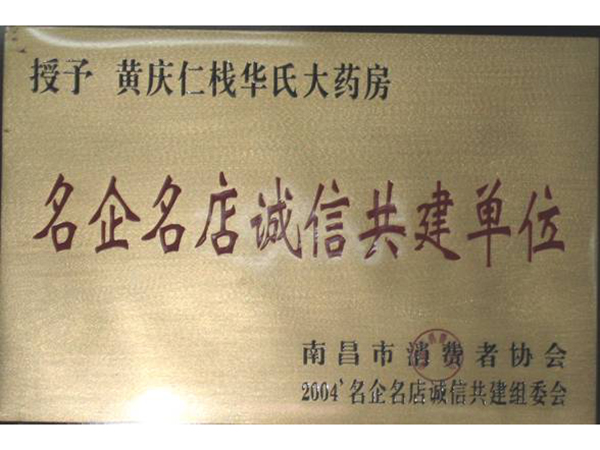 授予 黄庆仁栈华氏大药房
名企名店诚信共建单位
南昌市消费者协会
2004'名企名店诚信共建组委会